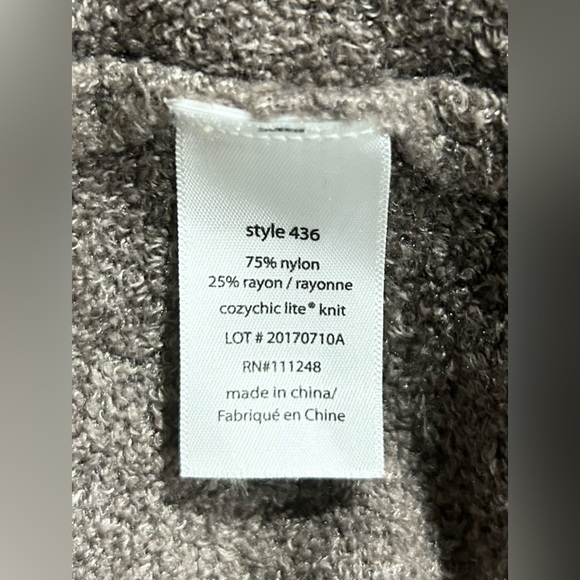 style 436
75% nylon
25% rayon / rayonne
cozychic lite® knit
LOT # 20170710A
RN#111248
made in china/
Fabriqué en Chine